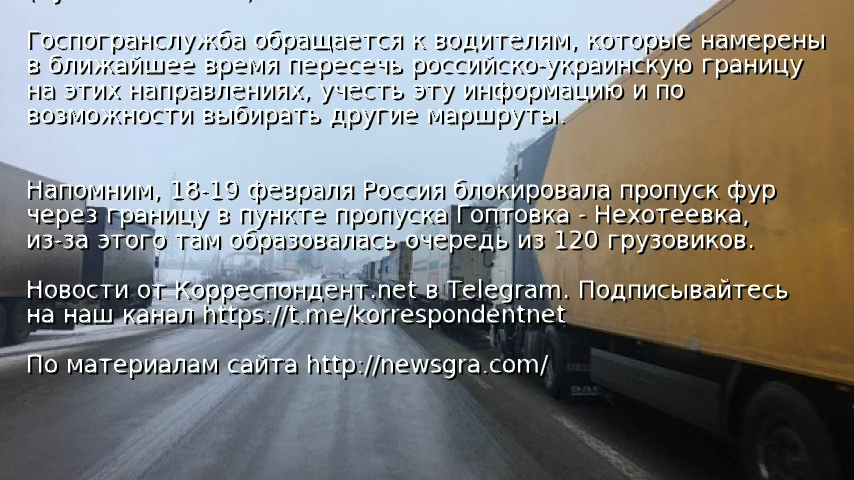 Госпогранслужба обращается к водителям, которые намерены
в ближайшее время пересечь российско-украинскую границу
на этих направлениях, учесть эту информацию и по
возможности выбирать другие маршруты.
Напомним, 18-19 февраля Россия блокировала пропуск фур
через границу в пункте пропуска Гоптовка - Нехотеевка,
из-за этого там образовалась очередь из 120 грузовиков.
Новости от Корреспондент.net в Telegram. Подписывайтесь
на наш канал https://t.me/korrespondentnet
По материалам сайта http://newsgra.com/